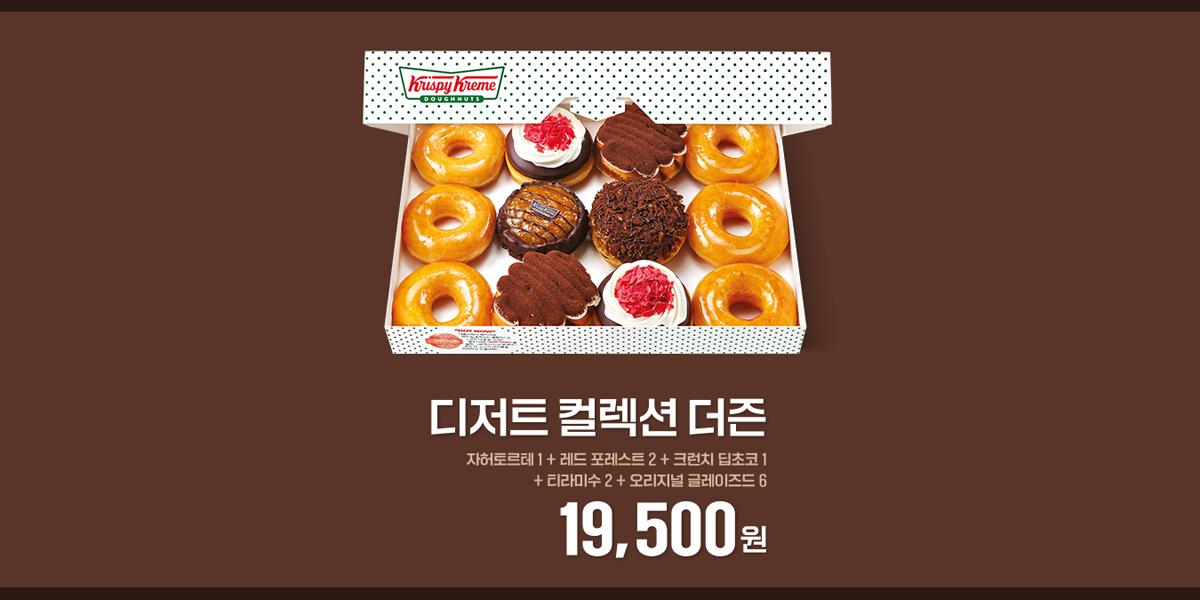 Krispy Kreme
DOUGHNUTS
"HOT NOW"
디저트 컬렉션 더즌
자허토르테 1 + 레드 포레스트 2 + 크런치 딥초코 1
+ 티라미수 2 + 오리지널 글레이즈드 6
19,500원